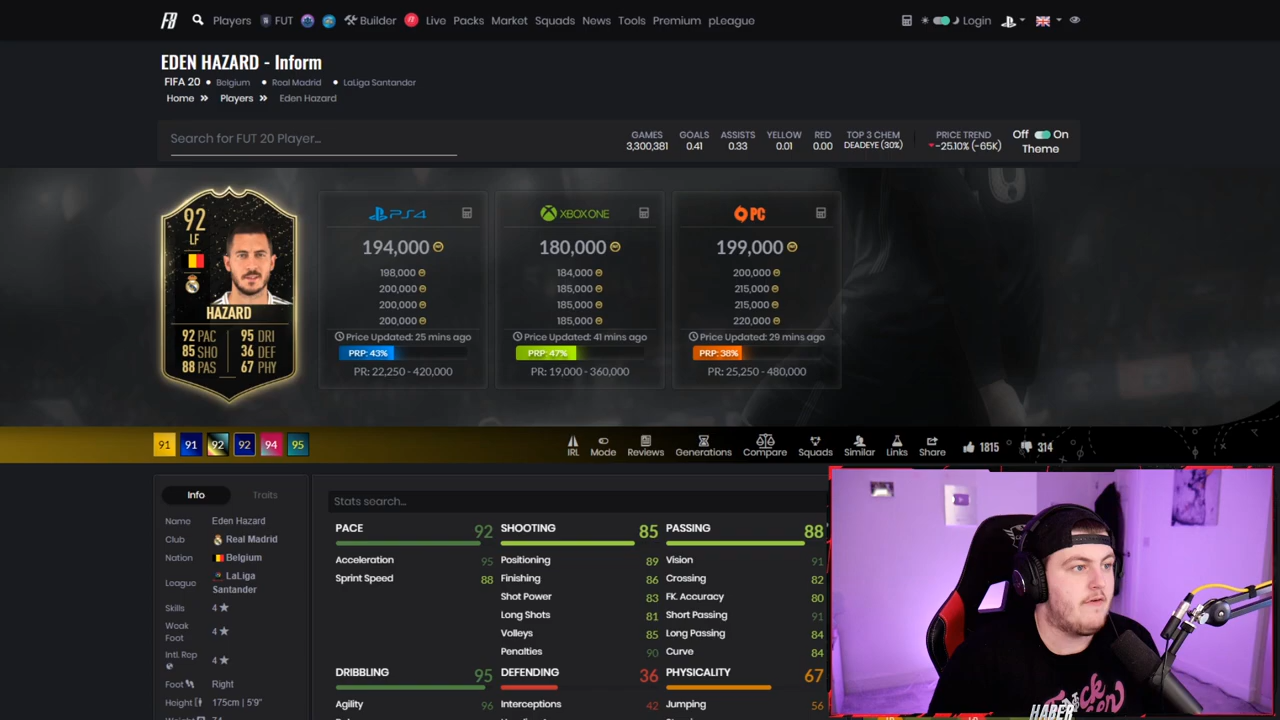 Players FUT Builder Live Packs Market Squads News Tools Premium pLeague Login
EDEN HAZARD - Inform
FIFA 20 • Belgium • Real Madrid • LaLiga Santander
Home » Players » Eden Hazard
Search for FUT 20 Player...
GAMES GOALS ASSISTS YELLOW RED TOP 3 CHEM PRICE TREND Off On
3,300,381 0.41 0.33 0.01 0.00 DEADEYE (30%) -25.10% (-65K) Theme
92
LF
HAZARD
92 PAC 95 DRI
85 SHO 36 DEF
88 PAS 67 PHY
PS4
194,000
198,000
200,000
200,000
200,000
Price Updated: 25 mins ago
PRP: 43%
PR: 22,250 - 420,000
XBOX ONE
180,000
184,000
185,000
185,000
185,000
Price Updated: 41 mins ago
PRP: 47%
PR: 19,000 - 360,000
PC
199,000
200,000
215,000
215,000
220,000
Price Updated: 29 mins ago
PRP: 38%
PR: 25,250 - 480,000
91 91 92 92 94 95
IRL Mode Reviews Generations Compare Squads Similar Links Share 1815 314
Info Traits
Name Eden Hazard
Club Real Madrid
Nation Belgium
League LaLiga Santander
Skills 4
Weak Foot 4
Intl. Rep 4
Foot Right
Height 175cm | 5'9"
Stats search...
PACE 92
Acceleration 95
Sprint Speed 88
SHOOTING 85
Positioning 89
Finishing 86
Shot Power 83
Long Shots 81
Volleys 85
Penalties 90
PASSING 88
Vision 91
Crossing 82
FK. Accuracy 80
Short Passing 91
Long Passing 84
Curve 84
DRIBBLING 95
Agility 96
DEFENDING 36
Interceptions 42
PHYSICALITY 67
Jumping 56
HABER